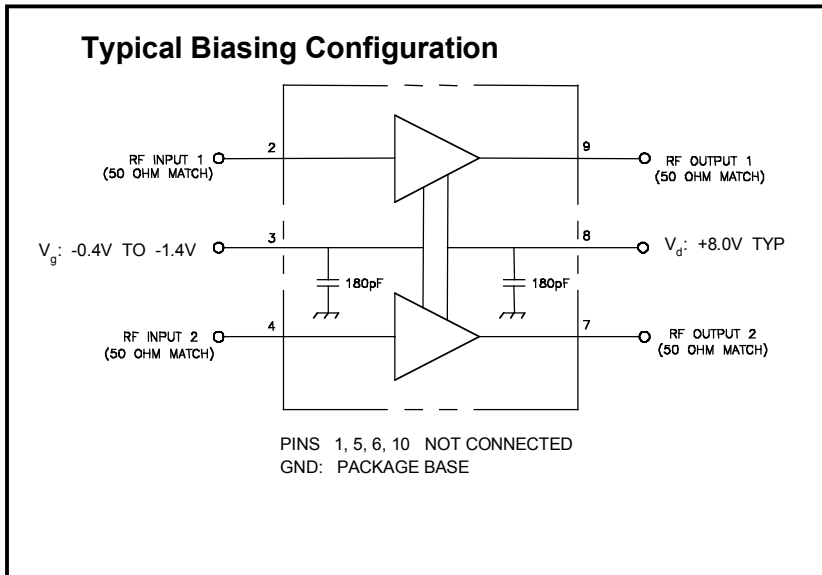 Typical Biasing Configuration
RF INPUT 1
(50 OHM MATCH)
2
9
RF OUTPUT 1
(50 OHM MATCH)
Vg: -0.4V TO -1.4V
3
8
Vd: +8.0V TYP
180pF
180pF
RF INPUT 2
(50 OHM MATCH)
4
7
RF OUTPUT 2
(50 OHM MATCH)
PINS 1, 5, 6, 10 NOT CONNECTED
GND: PACKAGE BASE